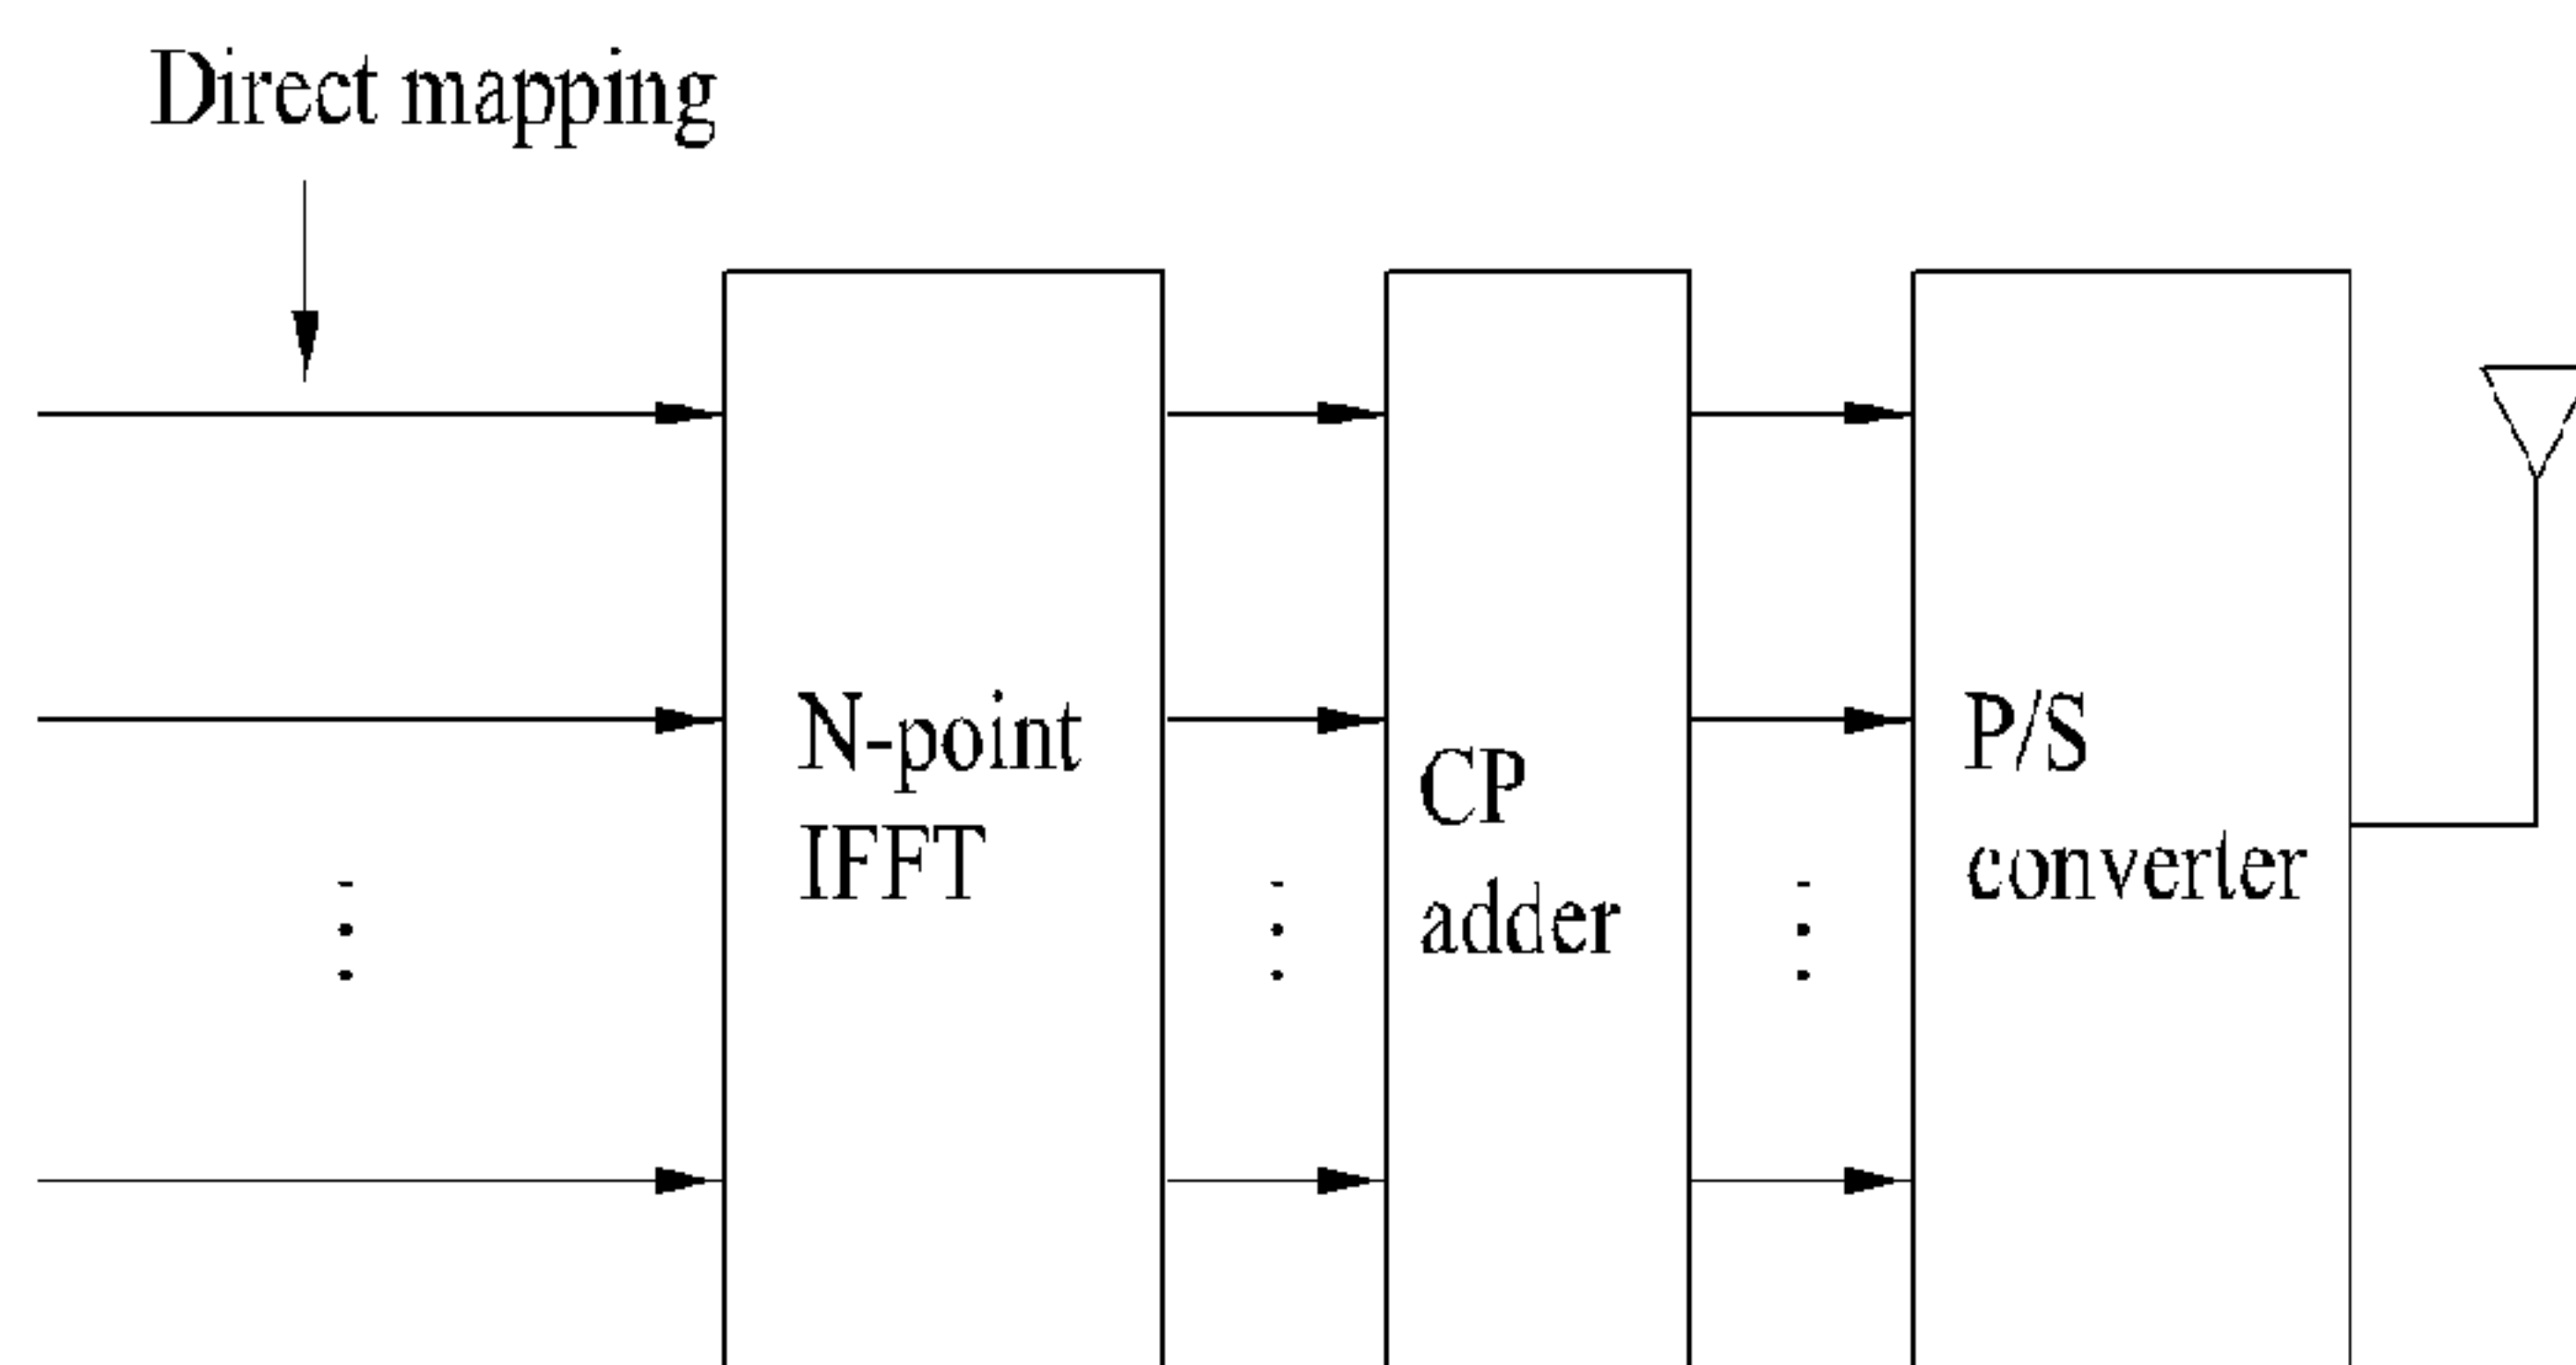 Direct mapping
N-point
IFFT
CP
adder
P/S
converter